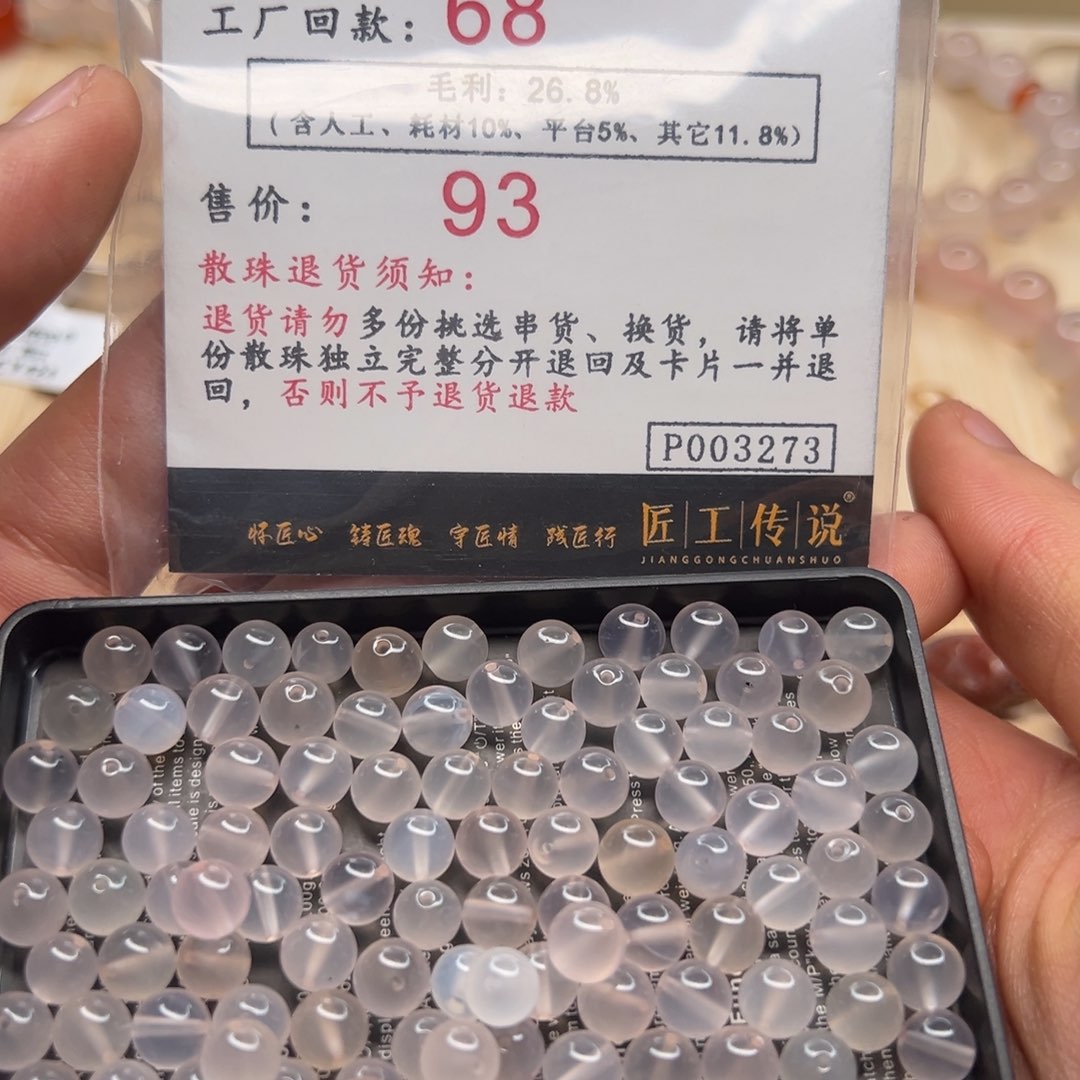 工厂回款：68
毛利：26.8%
（含人工、耗材10%、平台5%、其它11.8%）
售价：93
散珠退货须知：
退货请勿多份挑选串货、换货，请将单
份散珠独立完整分开退回及卡片一并退
回，否则不予退货退款
P003273
怀匠心 铸匠魂 守匠情 践匠行
匠工传说®
JIANGGONGCHUANSHUO